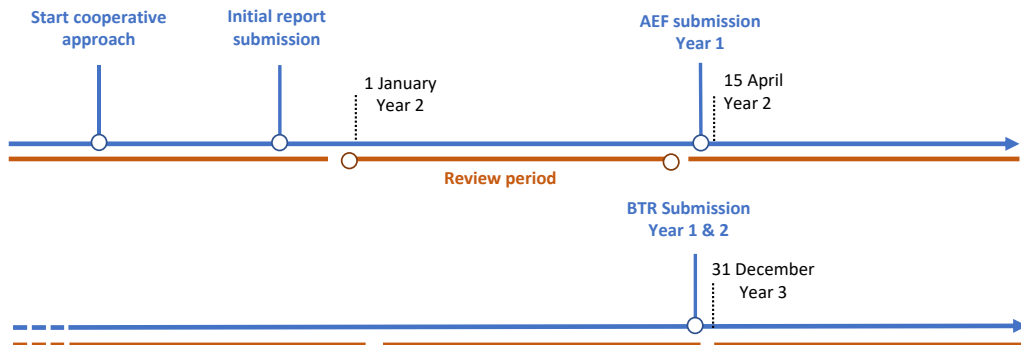 Start cooperative
approach
Initial report
submission
AEF submission
Year 1
1 January
Year 2
15 April
Year 2
Review period
BTR Submission
Year 1 & 2
31 December
Year 3